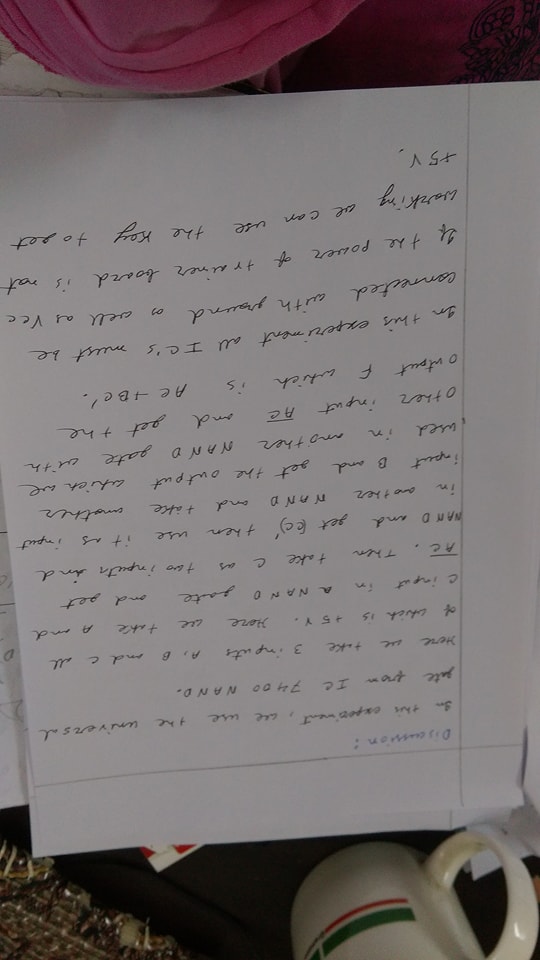 Discussion:
In this experiment, we use the universal
gate from IC 7400 NAND.
Here we take 3 inputs A, B and C all
of which is +5 V. Here we take A and
C input in a NAND gate and get
AC. Then take C as two inputs and
NAND and get (CC)' then use it as input
in another NAND and take another
input B and get the output which we
used in another NAND gate with
other input AC and get the
output F which is AC + BC'.
In this experiment all IC's must be
connected with ground as well as Vcc
If the power of trainer board is not
working we can use the key to get
+5 V.